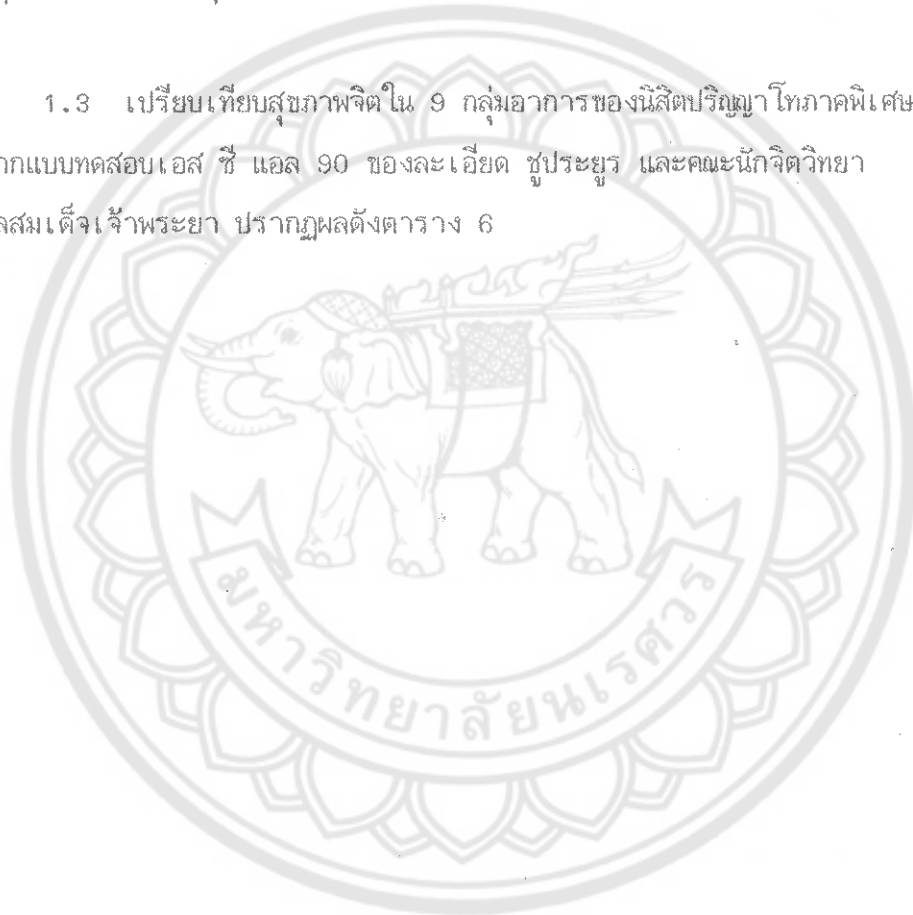 1.3 เปรียบเทียบสุขภาพจิตใน 9 กลุ่มอาการของนิสิตปริญญาโทภาคพิเศษ
ากแบบทดสอบเอส ซี แอล 90 ของละเอียด ชูประยูร และคณะนักจิตวิทยา
ลสมเด็จเจ้าพระยา ปรากฏผลดังตาราง 6
มหาวิทยาลัยนเรศวร